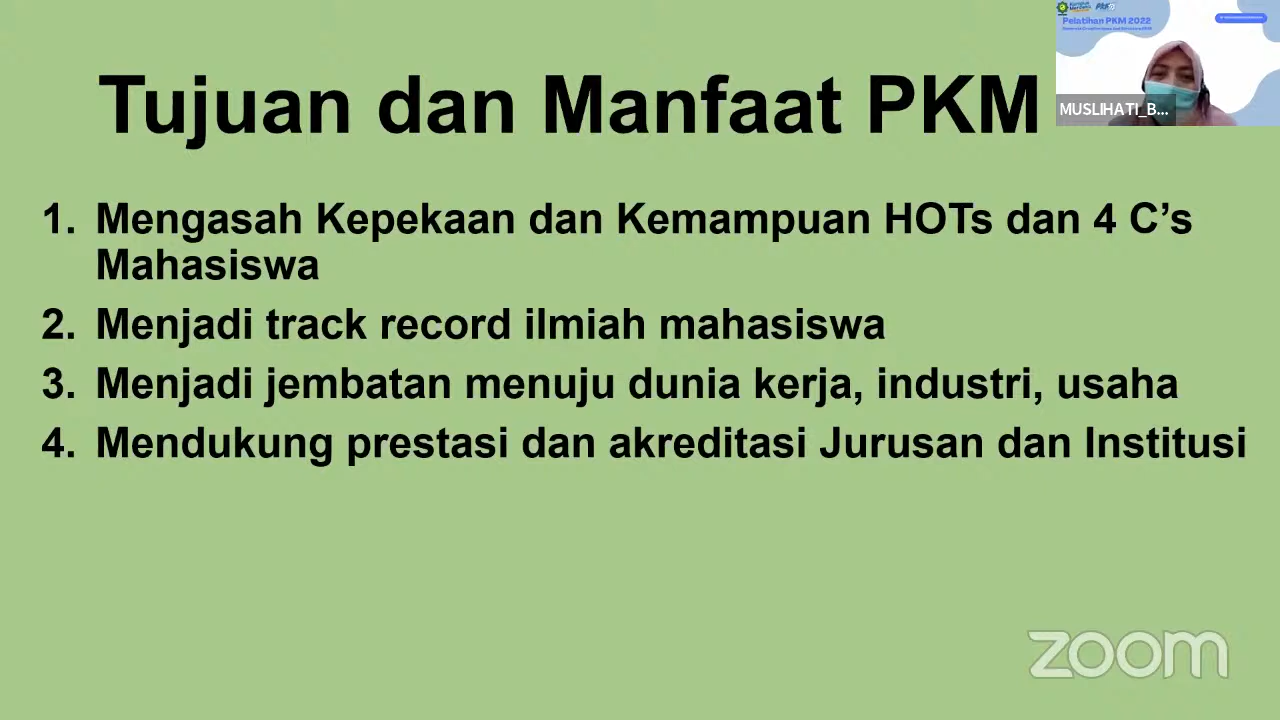 Pelatihan PKM 2022
Tujuan dan Manfaat PKM
MUSLIHATI_B...
1. Mengasah Kepekaan dan Kemampuan HOTs dan 4 C’s
Mahasiswa
2. Menjadi track record ilmiah mahasiswa
3. Menjadi jembatan menuju dunia kerja, industri, usaha
4. Mendukung prestasi dan akreditasi Jurusan dan Institusi
zoom